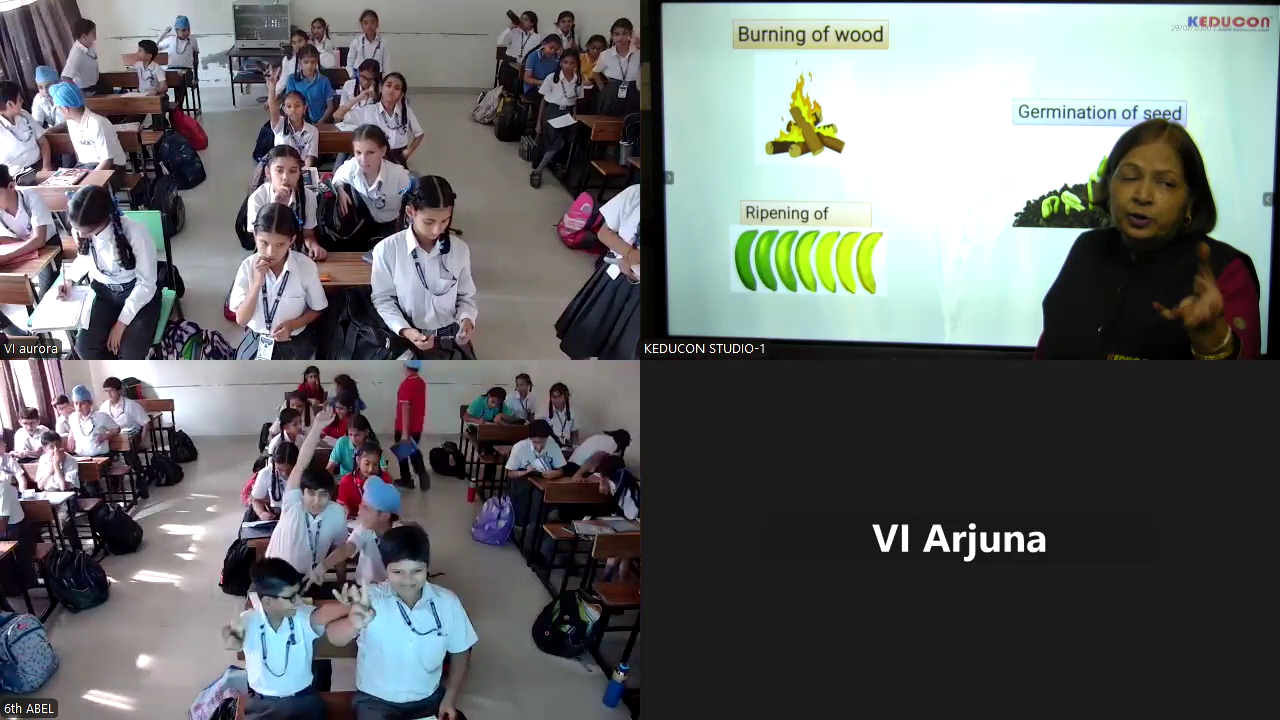 Burning of wood
KEDUCON
Germination of seed
Ripening of
VI aurora
KEDUCON STUDIO-1
VI Arjuna
6th ABEL